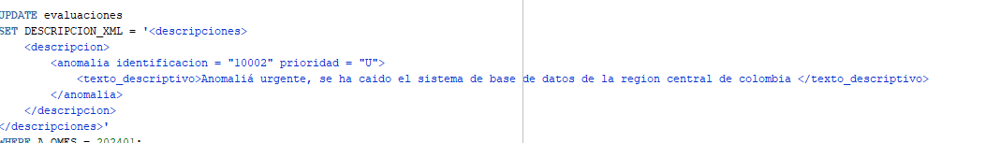 UPDATE evaluaciones
SET DESCRIPCION_XML = '<descripciones>
<descripcion>
<anomalia identificacion = "10002" prioridad = "U">
<texto_descriptivo>Anomaliá urgente, se ha caido el sistema de base de datos de la region central de colombia </texto_descriptivo>
</anomalia>
</descripcion>
</descripciones>'
WHERE A_OMES = 202401;